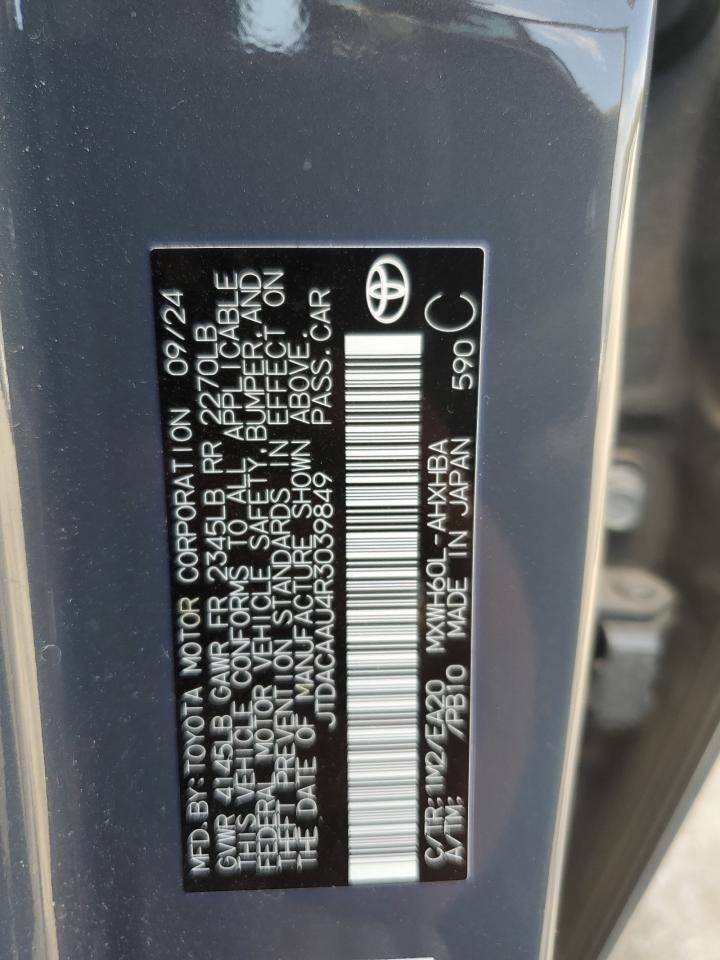 MFD.BY:TOYOTA MOTOR CORPORATION 09/24
GVWR 4145LB GAWR FR 2345LB RR 2270LB
THIS VEHICLE CONFORMS TO ALL APPLICABLE
FEDERAL MOTOR VEHICLE SAFETY,BUMPER,AND
THEFT PREVENTION STANDARDS IN EFFECT ON
THE DATE OF MANUFACTURE SHOWN ABOVE.
JTDACAAU4R3039849 PASS.CAR
C/TR:1M2/EA20 MXWH60L-AHXHBA C
A/TM: /PB10 MADE IN JAPAN 590